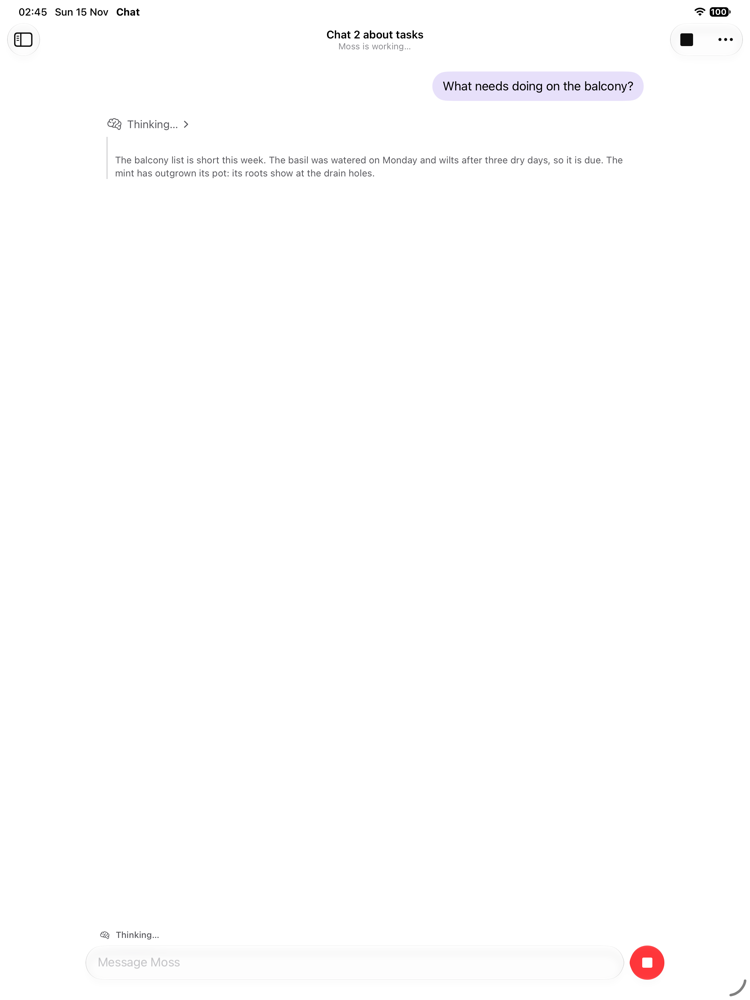 02:45 Sun 15 Nov Chat
100
Chat 2 about tasks
Moss is working...
What needs doing on the balcony?
Thinking...
The balcony list is short this week. The basil was watered on Monday and wilts after three dry days, so it is due. The
mint has outgrown its pot: its roots show at the drain holes.
Thinking...
Message Moss